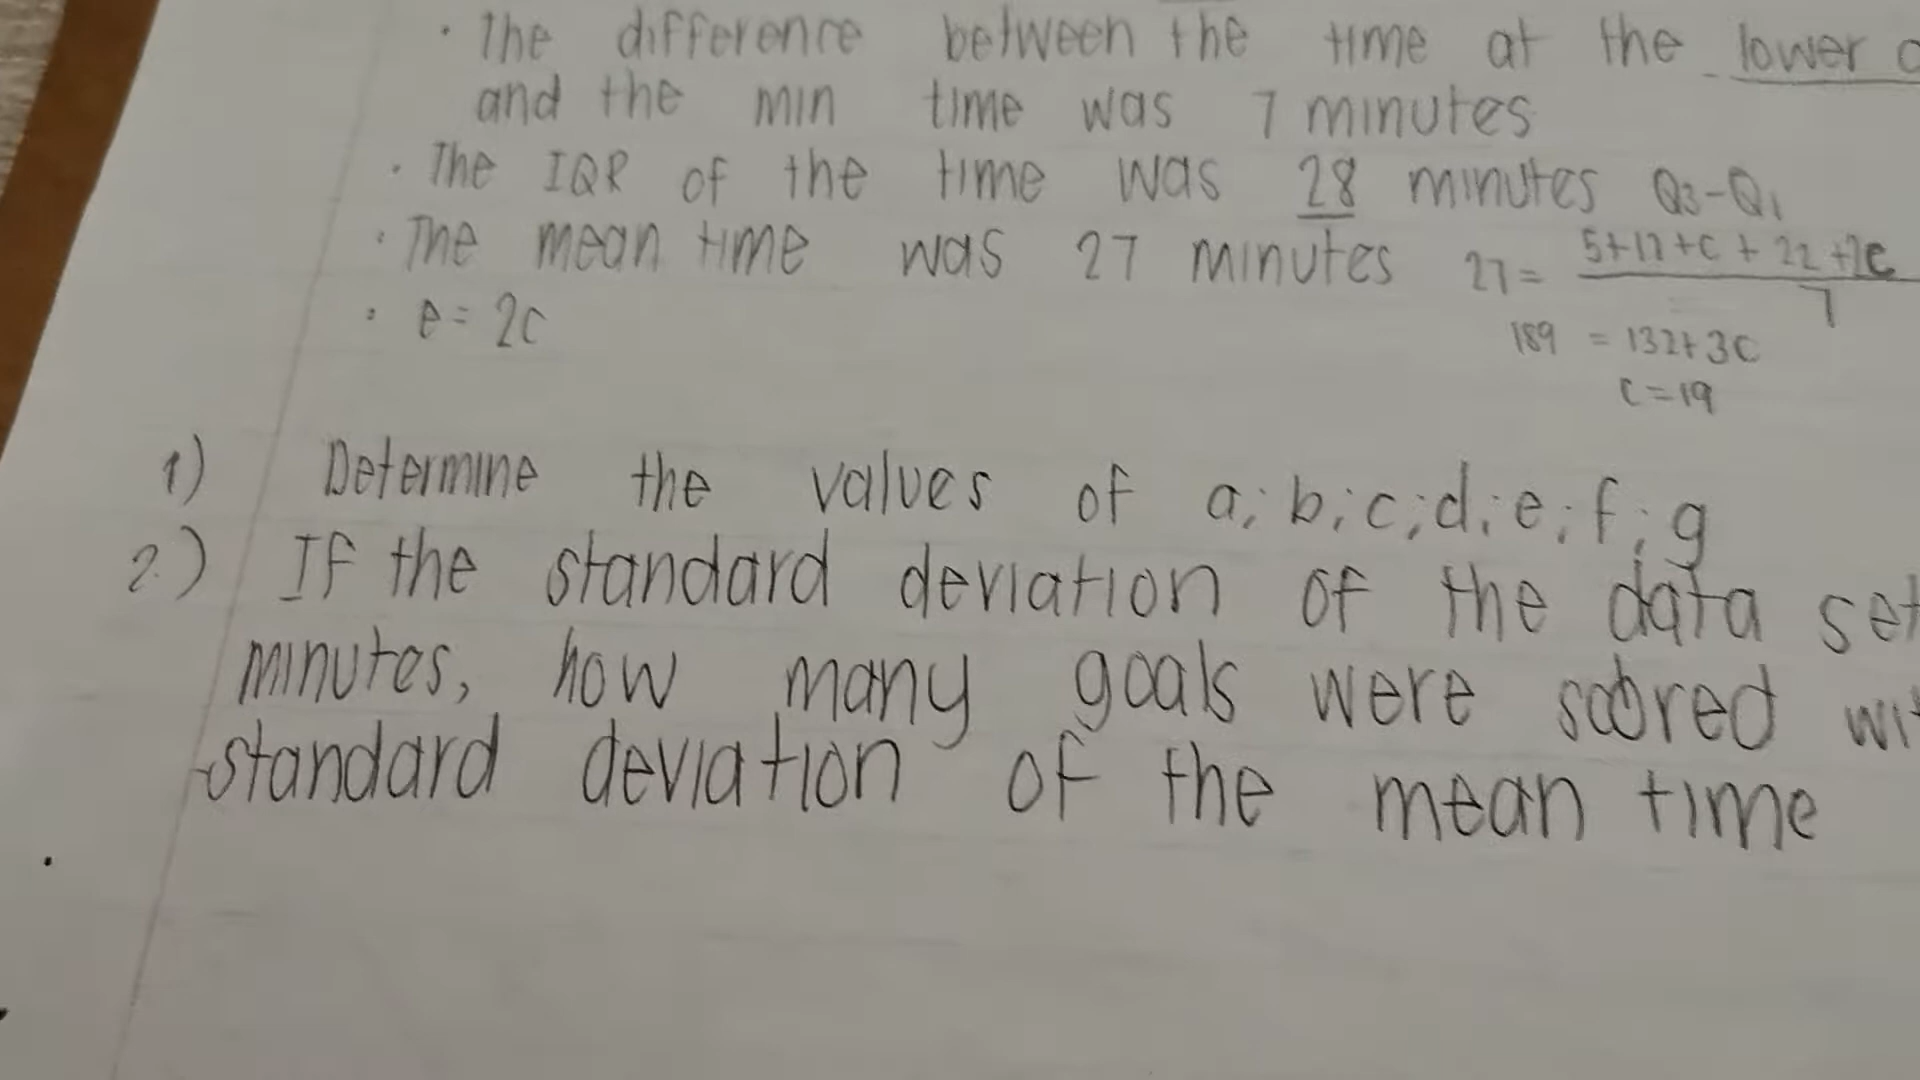 · The difference between the time at the lower
and the min time was 7 minutes
· The IQR of the time was 28 minutes Q3-Q1
· The mean time was 27 minutes 27 = 5+12+c + 22 +2c
7
· e = 2c
189 = 132+3c
c=19
1) Determine the values of a; b; c; d; e; f; g
2.) If the standard deviation of the data set
minutes, how many goals were scored
standard deviation of the mean time